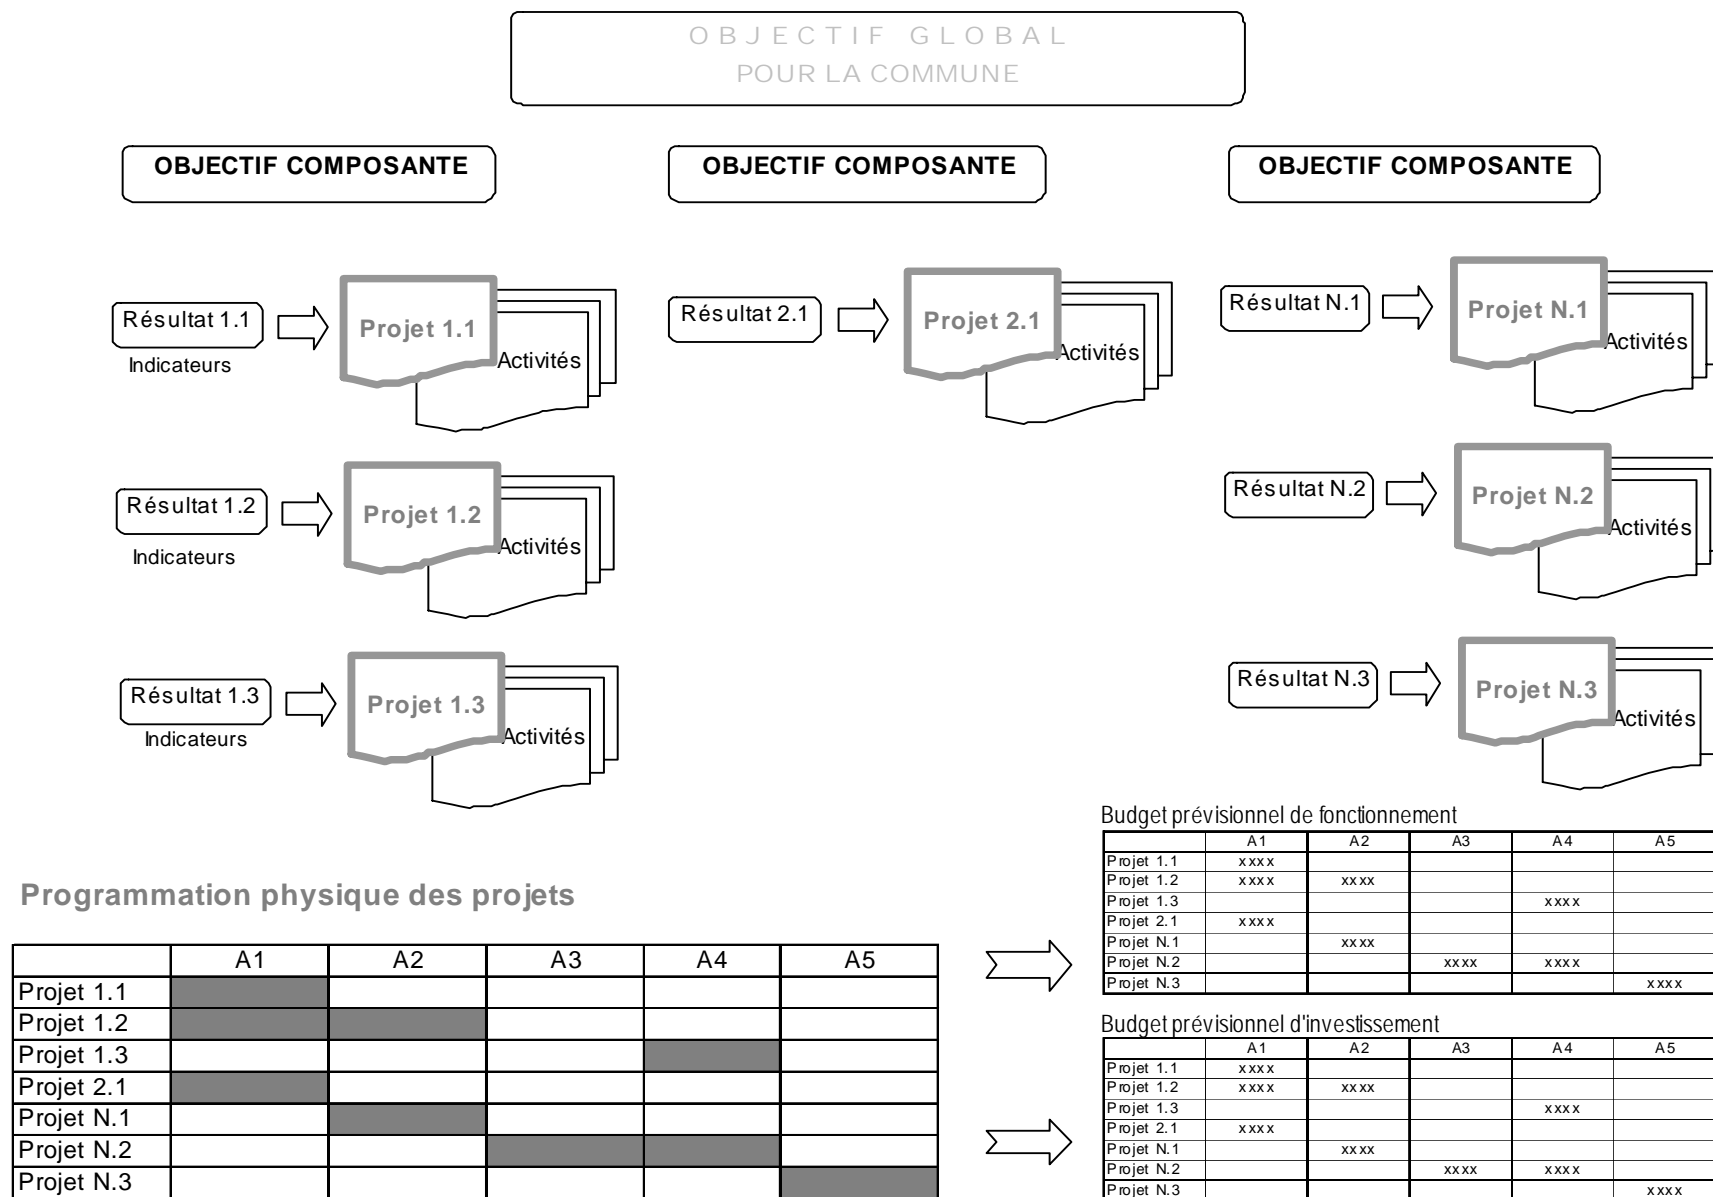 OBJECTIF GLOBAL
POUR LA COMMUNE
OBJECTIF COMPOSANTE OBJECTIF COMPOSANTE OBJECTIF COMPOSANTE
Résultat 1.1 Projet 1.1 Activités Résultat 2.1 Projet 2.1 Activités Résultat N.1 Projet N.1 Activités
Indicateurs
Résultat 1.2 Projet 1.2 Activités Résultat N.2 Projet N.2 Activités
Indicateurs
Résultat 1.3 Projet 1.3 Activités Résultat N.3 Projet N.3 Activités
Indicateurs
Programmation physique des projets
A1 A2 A3 A4 A5
Projet 1.1
Projet 1.2
Projet 1.3
Projet 2.1
Projet N.1
Projet N.2
Projet N.3
Budget prévisionnel de fonctionnement
A1 A2 A3 A4 A5
Projet 1.1 xxxx
Projet 1.2 xxxx xxxx
Projet 1.3 xxxx
Projet 2.1 xxxx
Projet N.1 xxxx
Projet N.2 xxxx xxxx
Projet N.3 xxxx
Budget prévisionnel d'investissement
A1 A2 A3 A4 A5
Projet 1.1 xxxx
Projet 1.2 xxxx xxxx
Projet 1.3 xxxx
Projet 2.1 xxxx
Projet N.1 xxxx
Projet N.2 xxxx xxxx
Projet N.3 xxxx